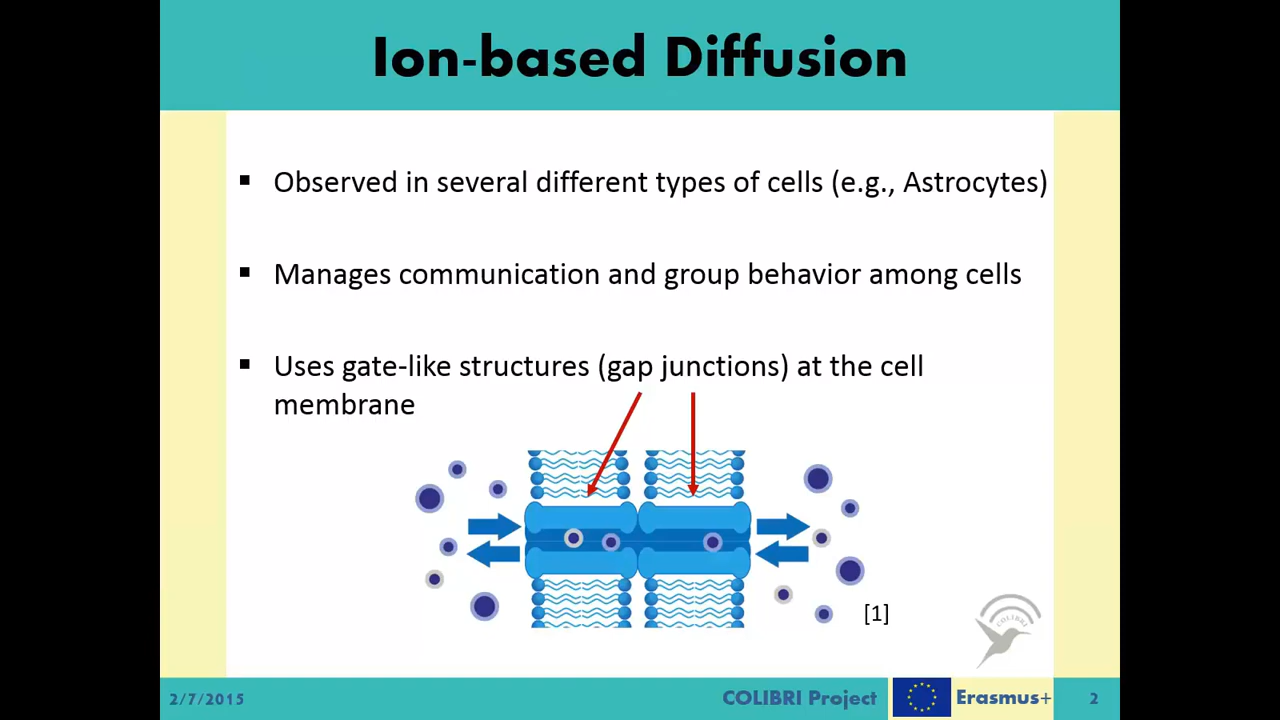 Ion-based Diffusion
▪ Observed in several different types of cells (e.g., Astrocytes)
▪ Manages communication and group behavior among cells
▪ Uses gate-like structures (gap junctions) at the cell
membrane
[1]
COLIBRI
2/7/2015
COLIBRI Project
Erasmus+
2